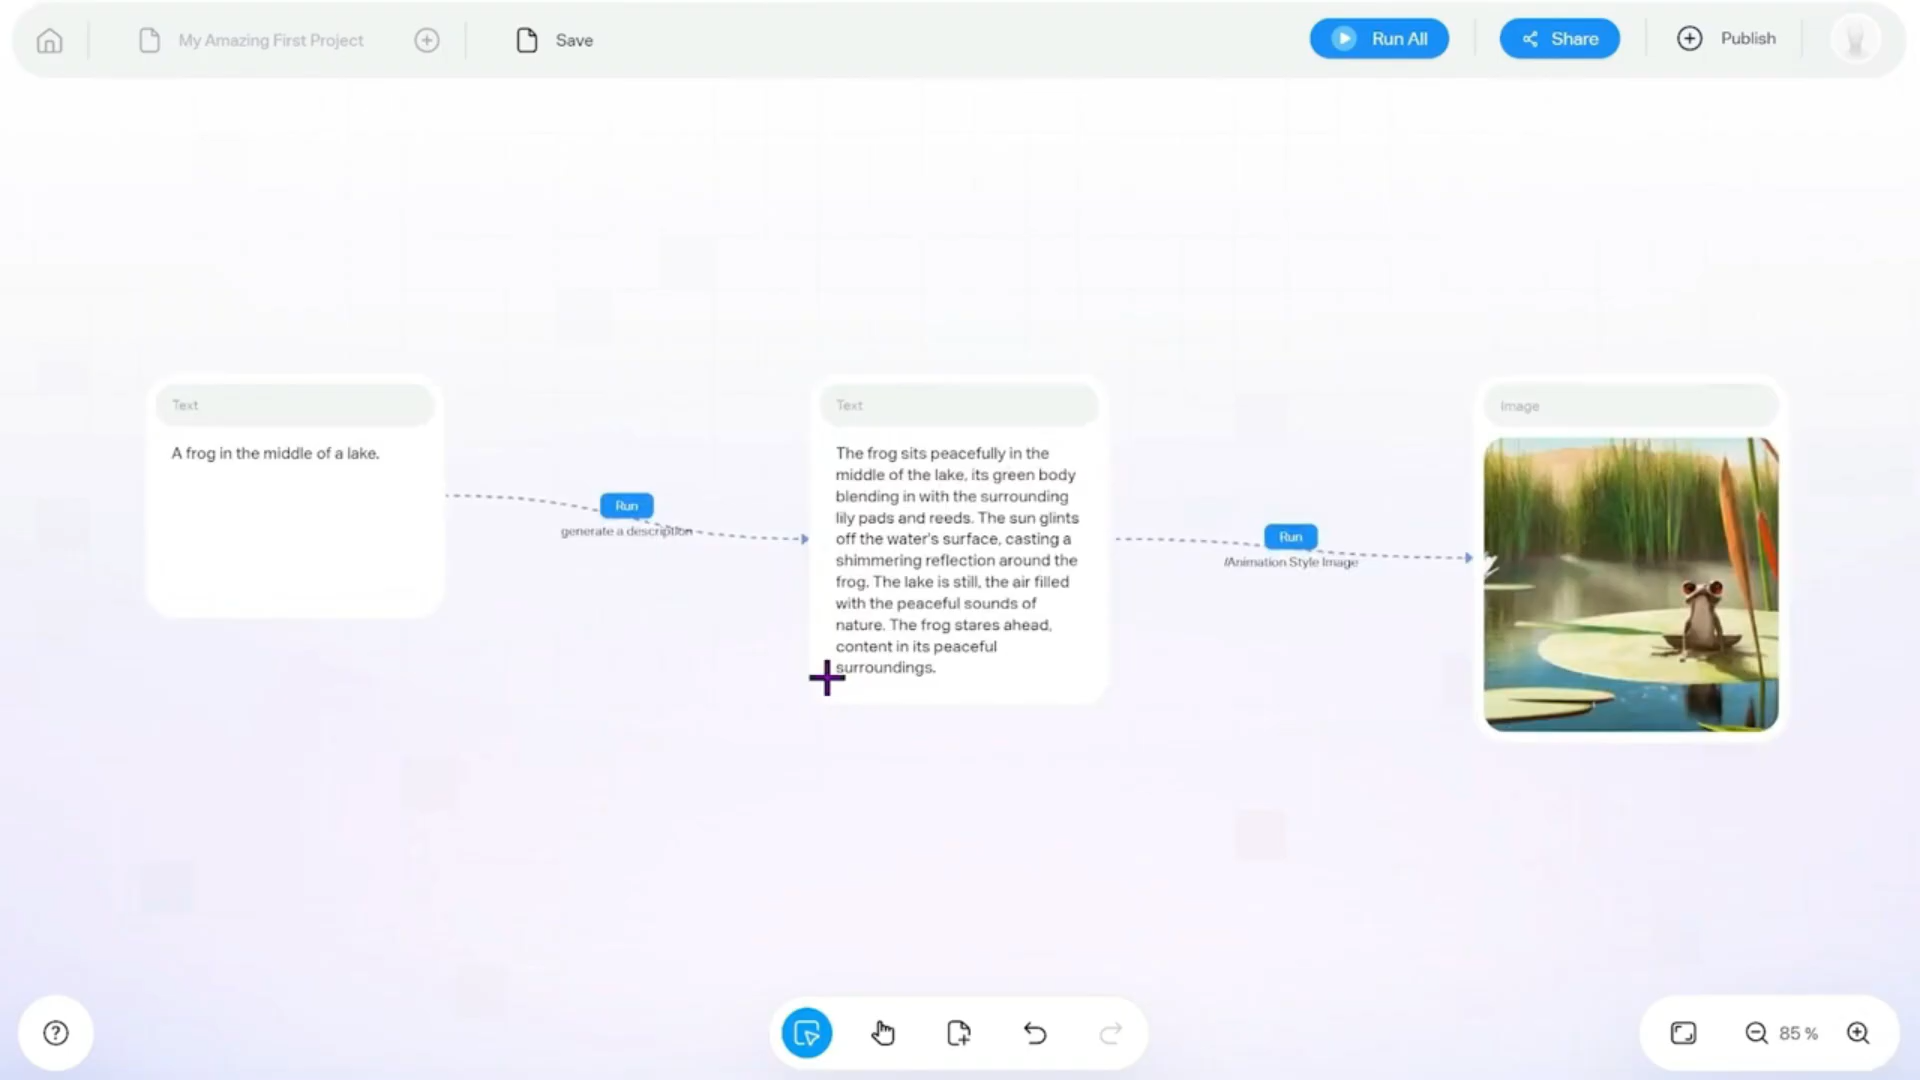 My Amazing First Project
Save
Run All
Share
Publish
Text
A frog in the middle of a lake.
Run
generate a description
Text
The frog sits peacefully in the
middle of the lake, its green body
blending in with the surrounding
lily pads and reeds. The sun glints
off the water's surface, casting a
shimmering reflection around the
frog. The lake is still, the air filled
with the peaceful sounds of
nature. The frog stares ahead,
content in its peaceful
surroundings.
Run
/Animation Style Image
Image
85 %